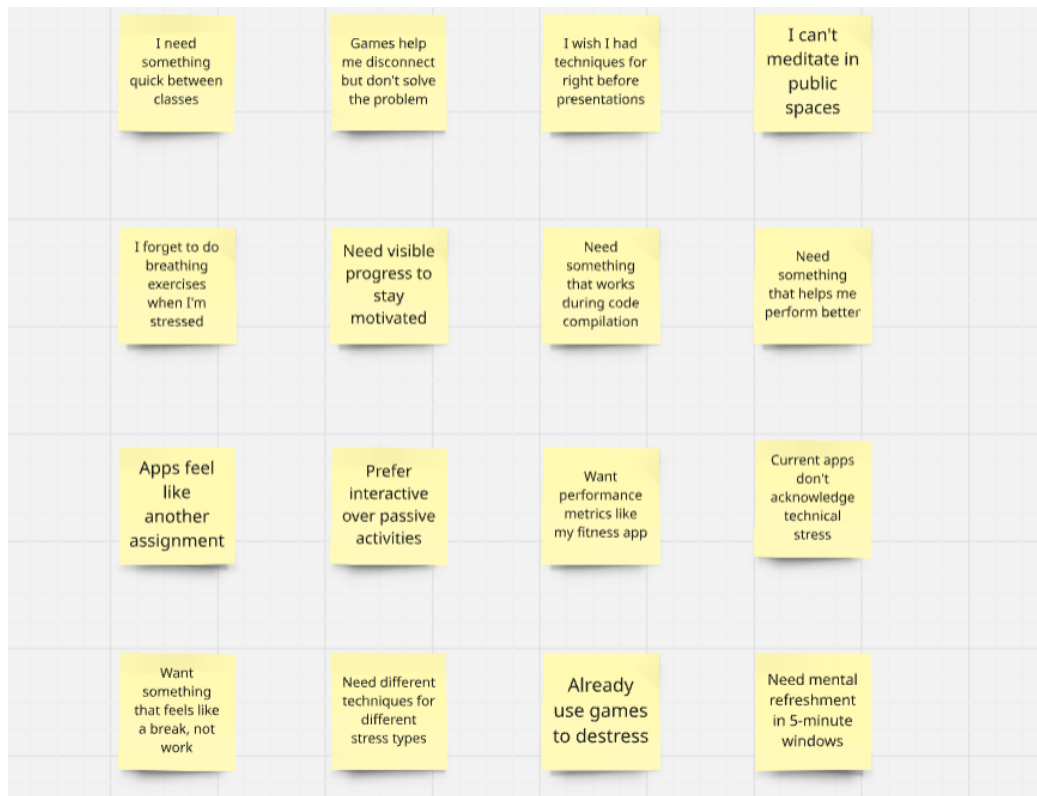 I need
something
quick between
classes
Games help
me disconnect
but don't solve
the problem
I wish I had
techniques for
right before
presentations
I can't
meditate in
public
spaces
I forget to do
breathing
exercises
when I'm
stressed
Need visible
progress to
stay
motivated
Need
something
that works
during code
compilation
Need
something
that helps me
perform better
Apps feel
like
another
assignment
Prefer
interactive
over passive
activities
Want
performance
metrics like
my fitness app
Current apps
don't
acknowledge
technical
stress
Want
something
that feels like
a break, not
work
Need different
techniques for
different
stress types
Already
use games
to destress
Need mental
refreshment
in 5-minute
windows